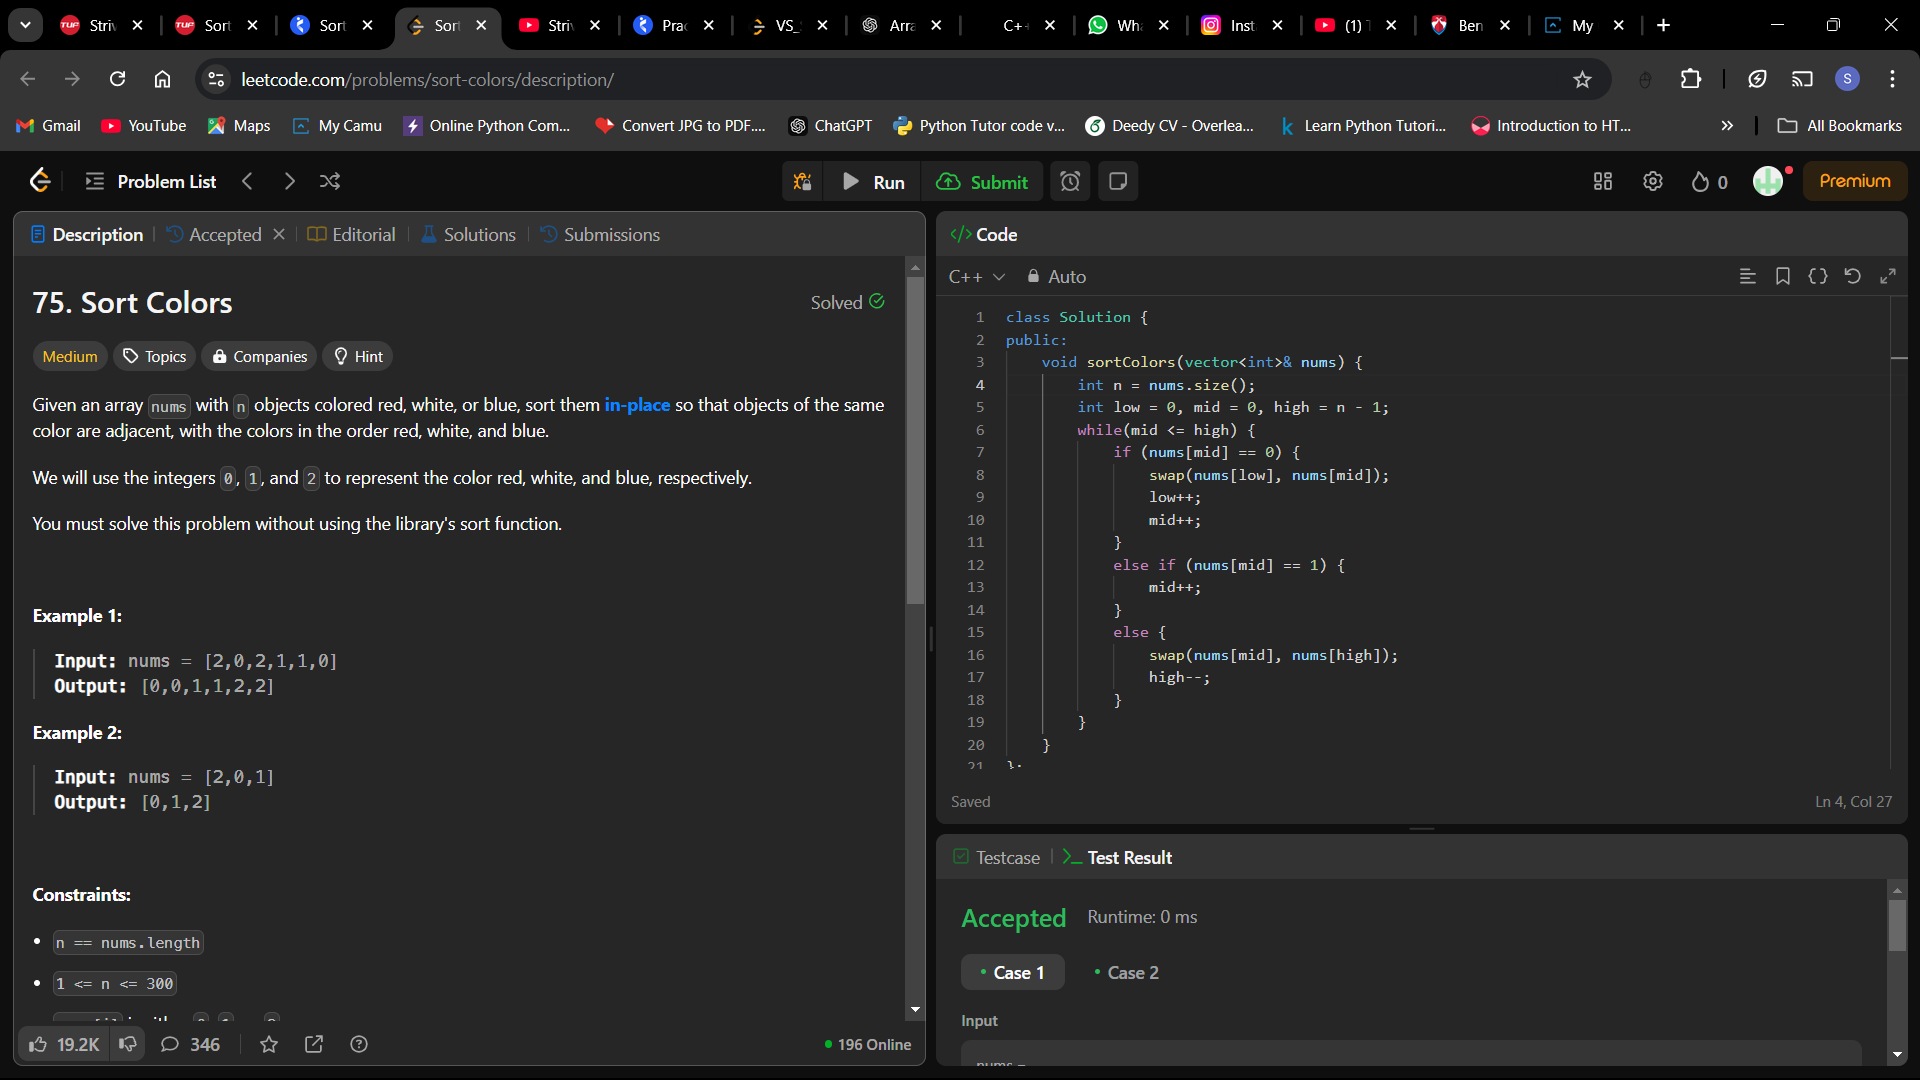 Striv
Sort
Sort
Sort
Striv
Prac
VS_
Arra
C++
Wha
Inst
(1) T
Ben
My
leetcode.com/problems/sort-colors/description/
S
Gmail
YouTube
Maps
My Camu
Online Python Com...
Convert JPG to PDF....
ChatGPT
Python Tutor code v...
Deedy CV - Overlea...
Learn Python Tutori...
Introduction to HT...
All Bookmarks
Problem List
Run
Submit
0
Premium
Description
Accepted
Editorial
Solutions
Submissions
75. Sort Colors
Solved
Medium
Topics
Companies
Hint
Given an array nums with n objects colored red, white, or blue, sort them in-place so that objects of the same
color are adjacent, with the colors in the order red, white, and blue.
We will use the integers 0, 1, and 2 to represent the color red, white, and blue, respectively.
You must solve this problem without using the library's sort function.
Example 1:
Input: nums = [2,0,2,1,1,0]
Output: [0,0,1,1,2,2]
Example 2:
Input: nums = [2,0,1]
Output: [0,1,2]
Constraints:
n == nums.length
1 <= n <= 300
19.2K
346
196 Online
Code
C++
Auto
1 class Solution {
2 public:
3 void sortColors(vector<int>& nums) {
4 int n = nums.size();
5 int low = 0, mid = 0, high = n - 1;
6 while(mid <= high) {
7 if (nums[mid] == 0) {
8 swap(nums[low], nums[mid]);
9 low++;
10 mid++;
11 }
12 else if (nums[mid] == 1) {
13 mid++;
14 }
15 else {
16 swap(nums[mid], nums[high]);
17 high--;
18 }
19 }
20 }
21 };
Saved
Ln 4, Col 27
Testcase
Test Result
Accepted
Runtime: 0 ms
Case 1
Case 2
Input
nums =